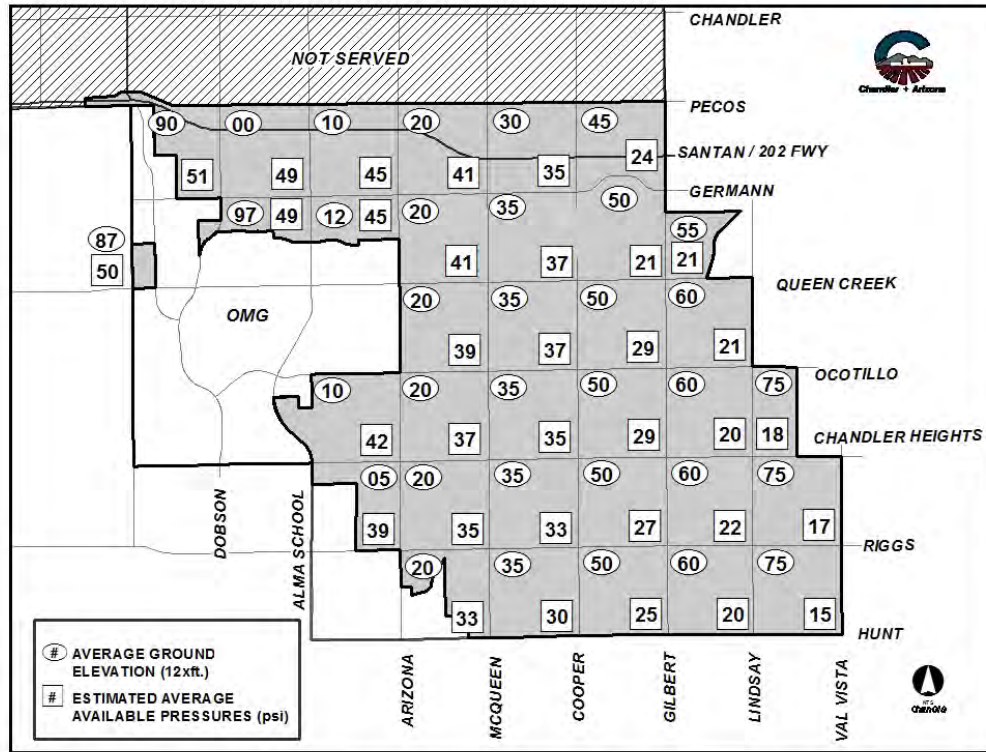 CHANDLER
NOT SERVED
Chandler + Arizona
PECOS
90 00 10 20 30 45
SANTAN / 202 FWY
24
51 49 45 41 35
GERMANN
97 49 12 45 20 35 50
55
87
50
41 37 21 21
QUEEN CREEK
20 35 50 60
OMG
39 37 29 21
OCOTILLO
10 20 35 50 60 75
42 37 35 29 20 18
CHANDLER HEIGHTS
05 20 35 50 60 75
39 35 33 27 22 17
RIGGS
20 35 50 60 75
33 30 25 20 15
HUNT
DOBSON
ALMA SCHOOL
ARIZONA
MCQUEEN
COOPER
GILBERT
LINDSAY
VAL VISTA
# AVERAGE GROUND
ELEVATION (12xft.)
# ESTIMATED AVERAGE
AVAILABLE PRESSURES (psi)